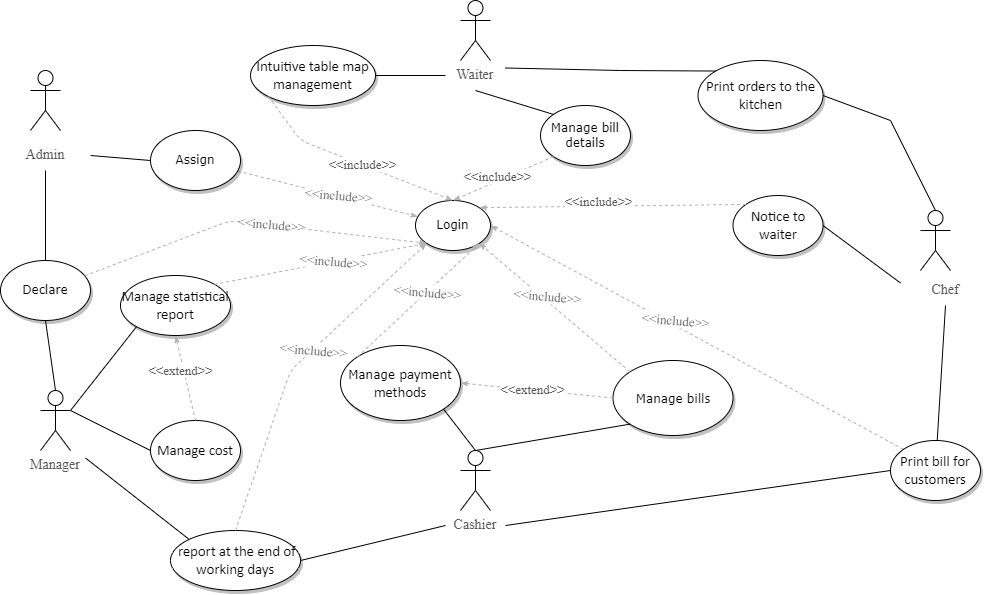 Intuitive table map
management
Waiter
Print orders to the
kitchen
Manage bill
details
Admin
Assign
<<include>>
<<include>>
<<include>>
<<include>>
Login
Notice to
waiter
<<include>>
<<include>>
Declare
Manage statistical
report
<<include>>
<<include>>
Chef
<<include>>
<<include>>
<<extend>>
Manage payment
methods
<<extend>>
Manage bills
Manager
Manage cost
Print bill for
customers
Cashier
report at the end of
working days